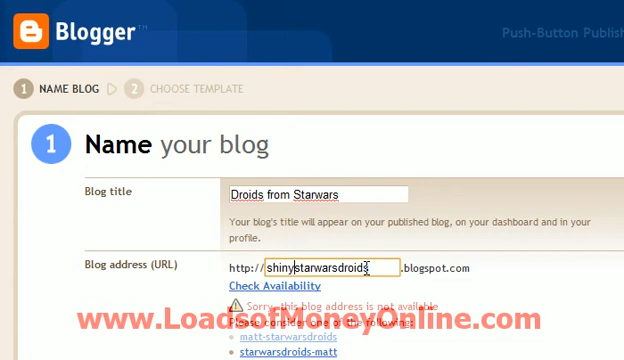 Blogger™
Push-Button Publish
1 NAME BLOG 2 CHOOSE TEMPLATE
1 Name your blog
Blog title Droids from Starwars
Your blog's title will appear on your published blog, on your dashboard and in your
profile.
Blog address (URL) http://shinystarwarsdroids.blogspot.com
Check Availability
Sorry, this blog address is not available
www.LoadsofMoneyOnline.com
Please consider one of the following:
matt-starwarsdroids
starwarsdroids-matt